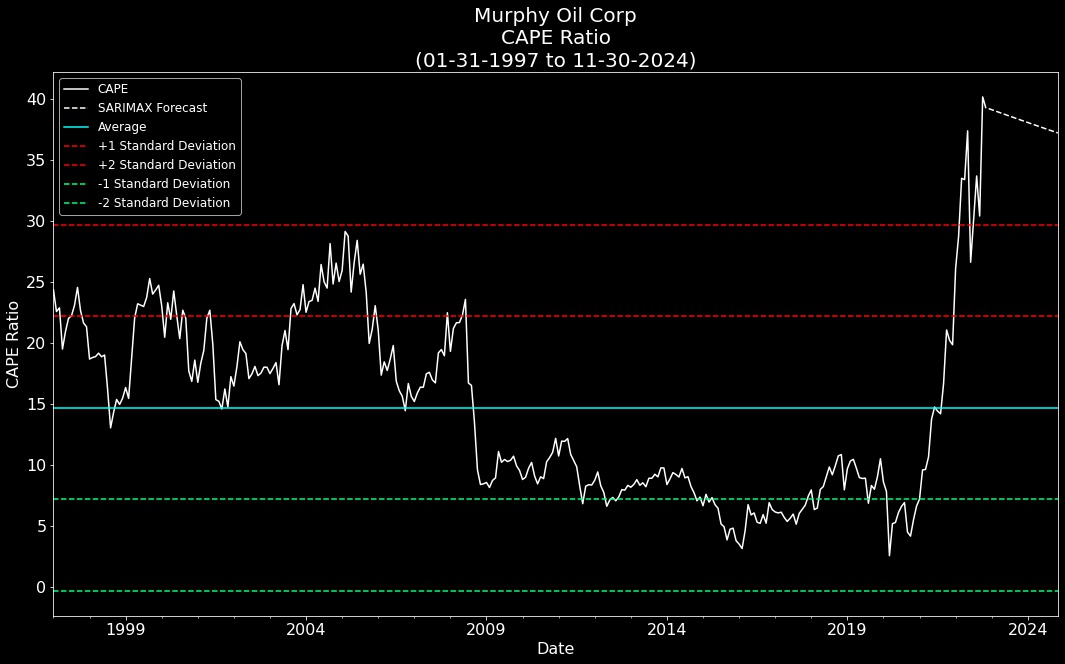 Murphy Oil Corp
CAPE Ratio
(01-31-1997 to 11-30-2024)
CAPE
SARIMAX Forecast
Average
+1 Standard Deviation
+2 Standard Deviation
-1 Standard Deviation
-2 Standard Deviation
40
35
30
25
20
15
10
5
0
CAPE Ratio
1999 2004 2009 2014 2019 2024
Date